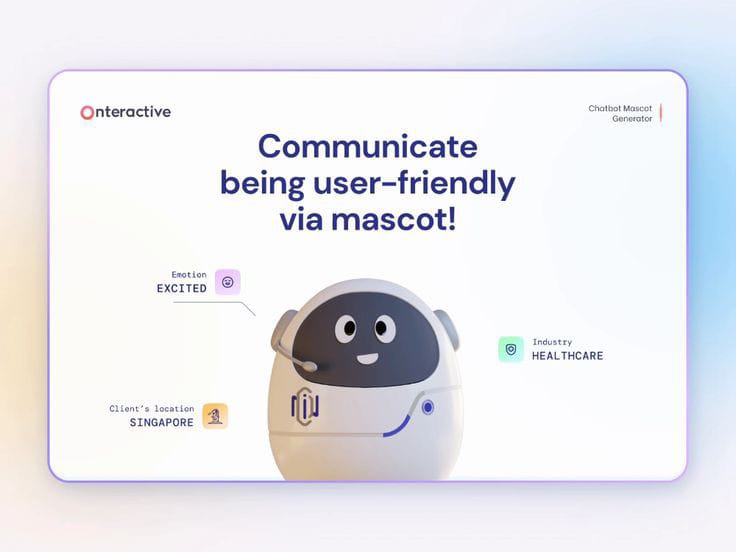 Onteractive
Chatbot Mascot
Generator
Communicate
being user-friendly
via mascot!
Emotion
EXCITED
Industry
HEALTHCARE
Client's location
SINGAPORE